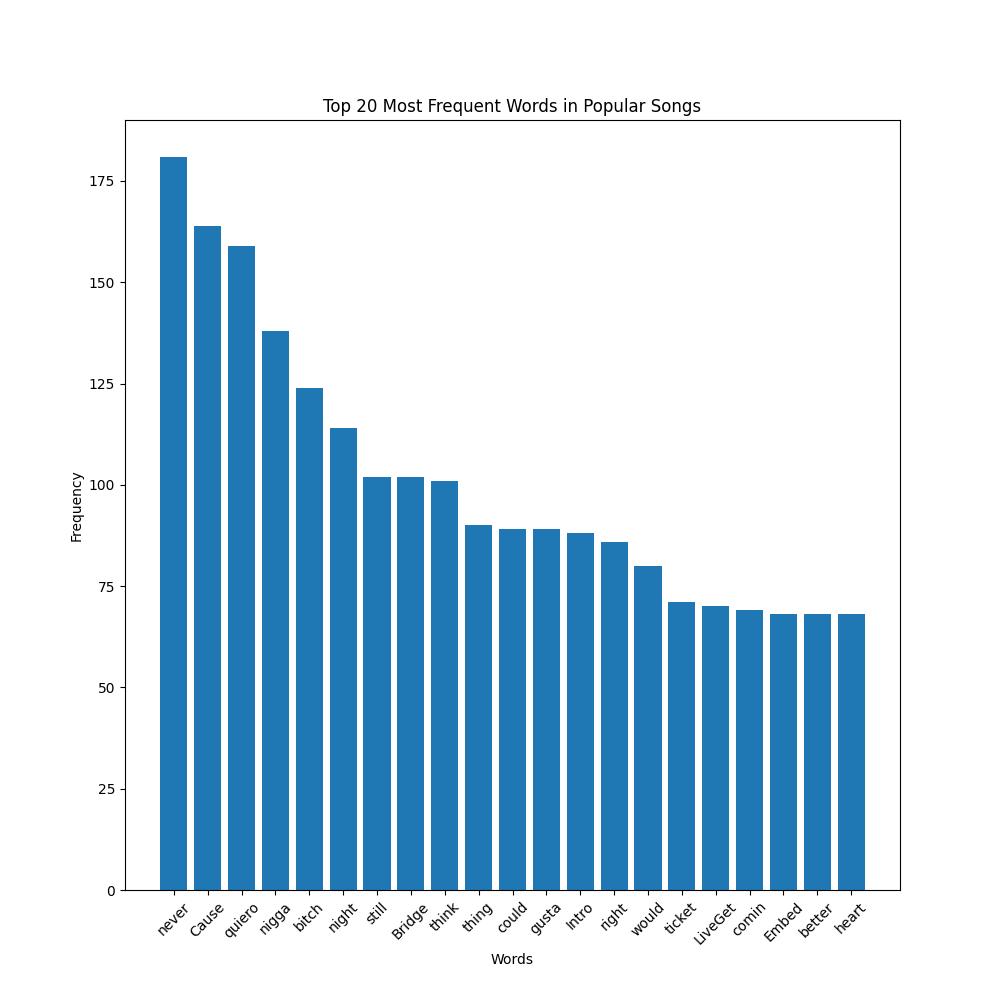 Top 20 Most Frequent Words in Popular Songs
175
150
125
100
75
50
25
0
Frequency
never
Cause
quiero
nigga
bitch
night
still
Bridge
think
thing
could
gusta
Intro
right
would
ticket
LiveGet
comin
Embed
better
heart
Words